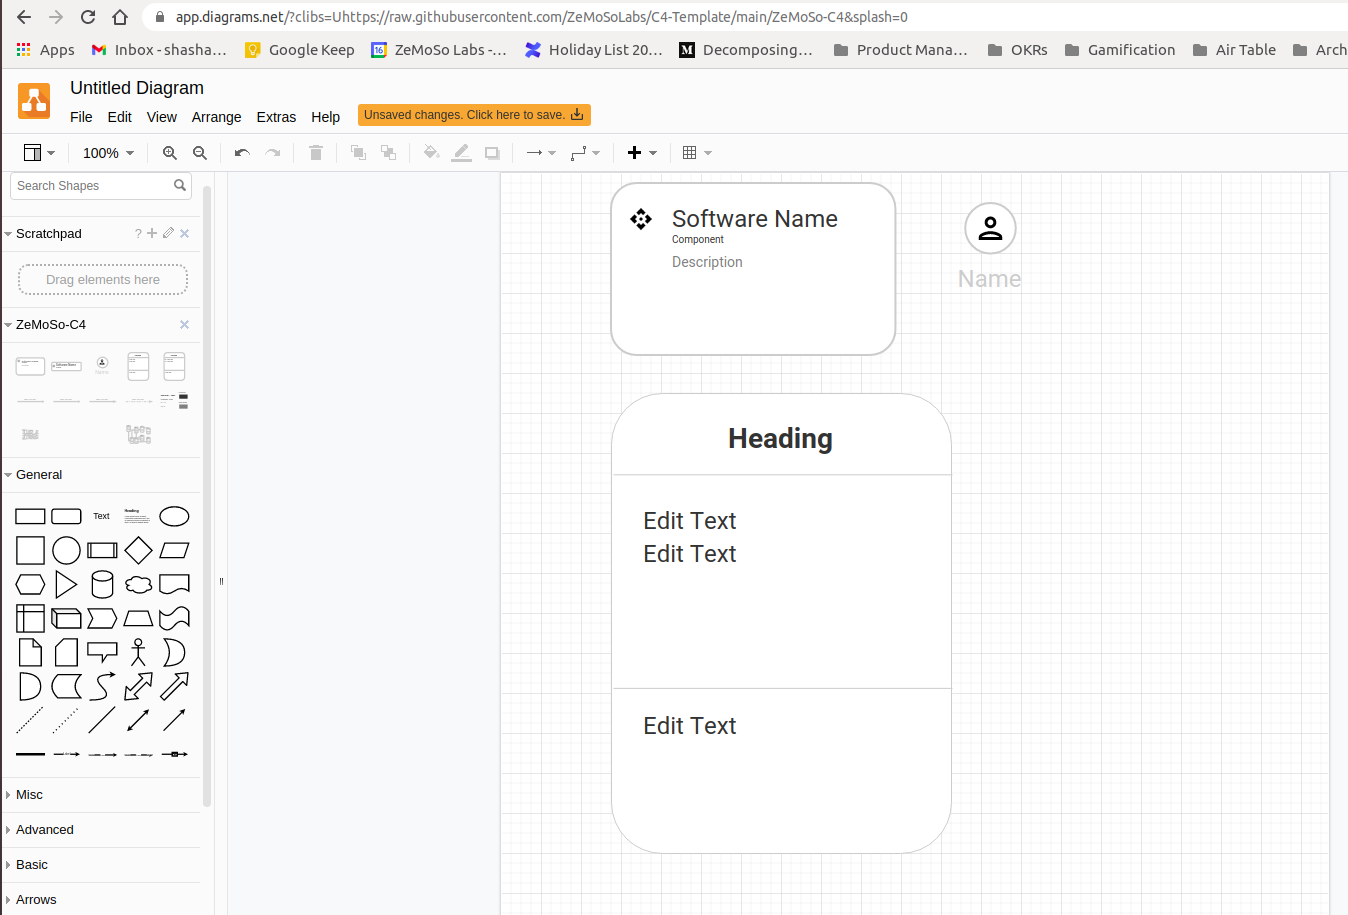 app.diagrams.net/?clibs=Uhttps://raw.githubusercontent.com/ZeMoSoLabs/C4-Template/main/ZeMoSo-C4&splash=0
Apps Inbox - shasha... Google Keep ZeMoSo Labs -... Holiday List 20... Decomposing... Product Mana... OKRs Gamification Air Table Arch
Untitled Diagram
File Edit View Arrange Extras Help Unsaved changes. Click here to save.
100%
Search Shapes
Scratchpad ?
Drag elements here
ZeMoSo-C4
General
Text Heading
Misc
Advanced
Basic
Arrows
Software Name
Component
Description
Name
Heading
Edit Text
Edit Text
Edit Text